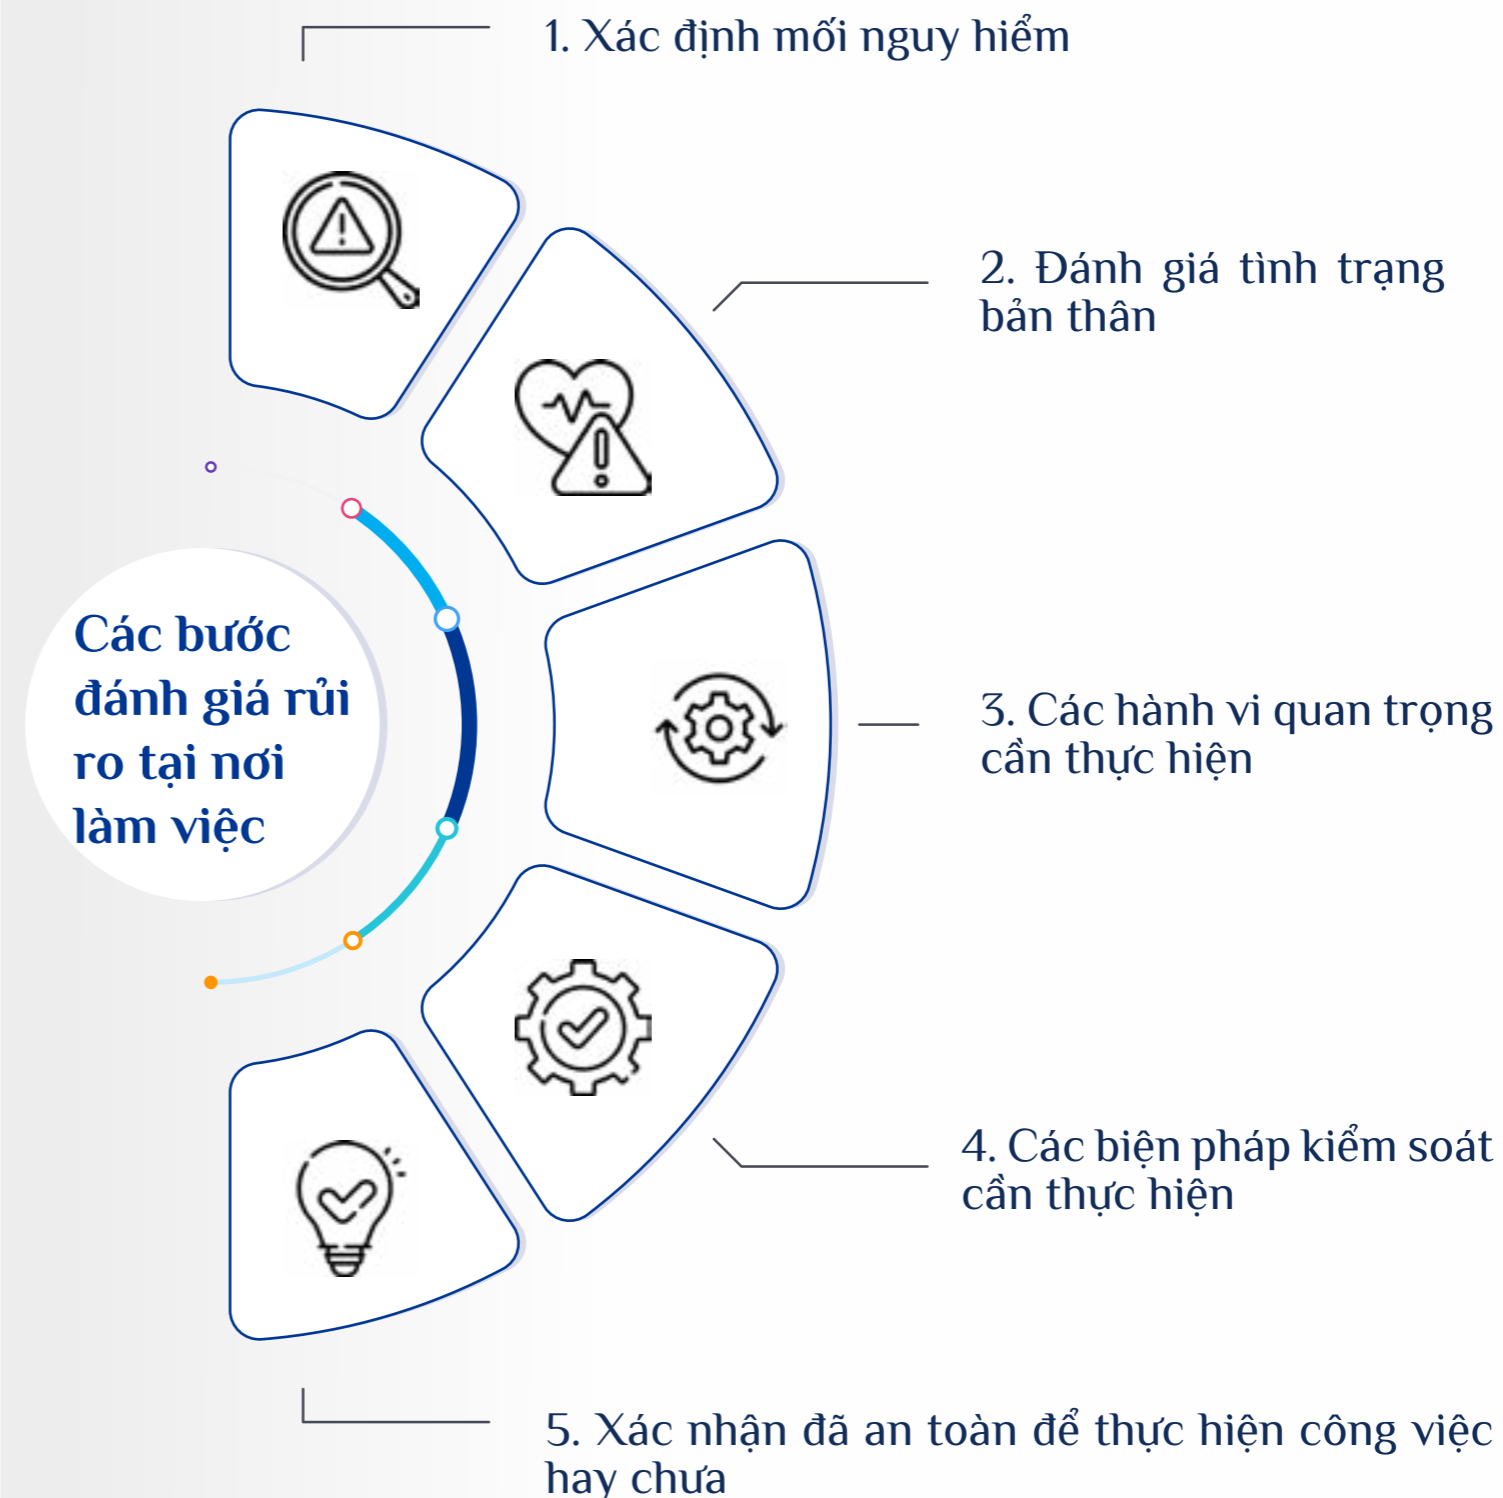 1. Xác định mối nguy hiểm
2. Đánh giá tình trạng
bản thân
Các bước
đánh giá rủi
ro tại nơi
làm việc
3. Các hành vi quan trọng
cần thực hiện
4. Các biện pháp kiểm soát
cần thực hiện
5. Xác nhận đã an toàn để thực hiện công việc
hay chưa